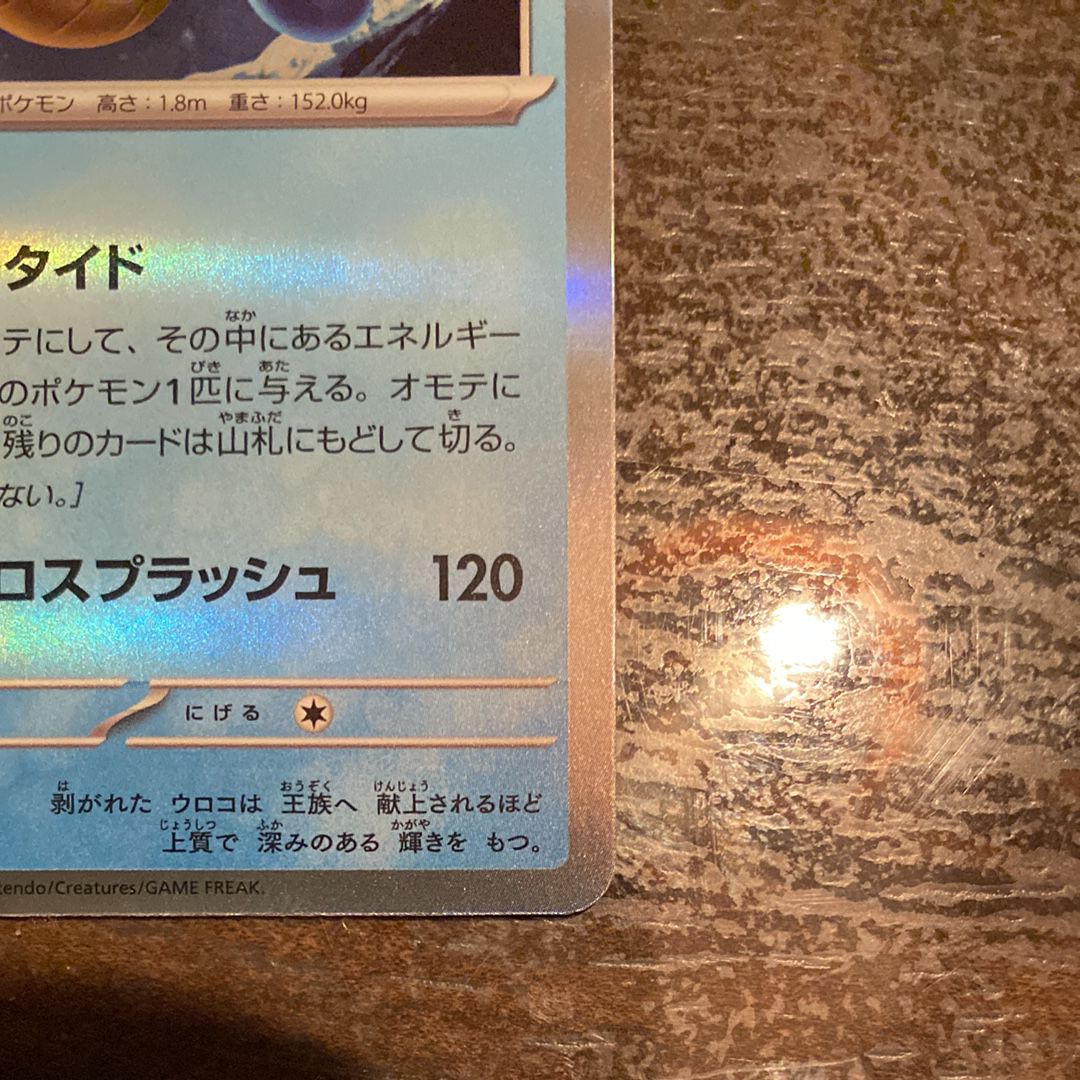 ポケモン 高さ:1.8m 重さ:152.0kg
タイド
テにして、その中にあるエネルギー
のポケモン1匹に与える。オモテに
残りのカードは山札にもどして切る。
ない。]
ロスプラッシュ 120
にげる
剥がれた ウロコは 王族へ 献上されるほど
上質で 深みのある 輝きを もつ。
tendo/Creatures/GAME FREAK.